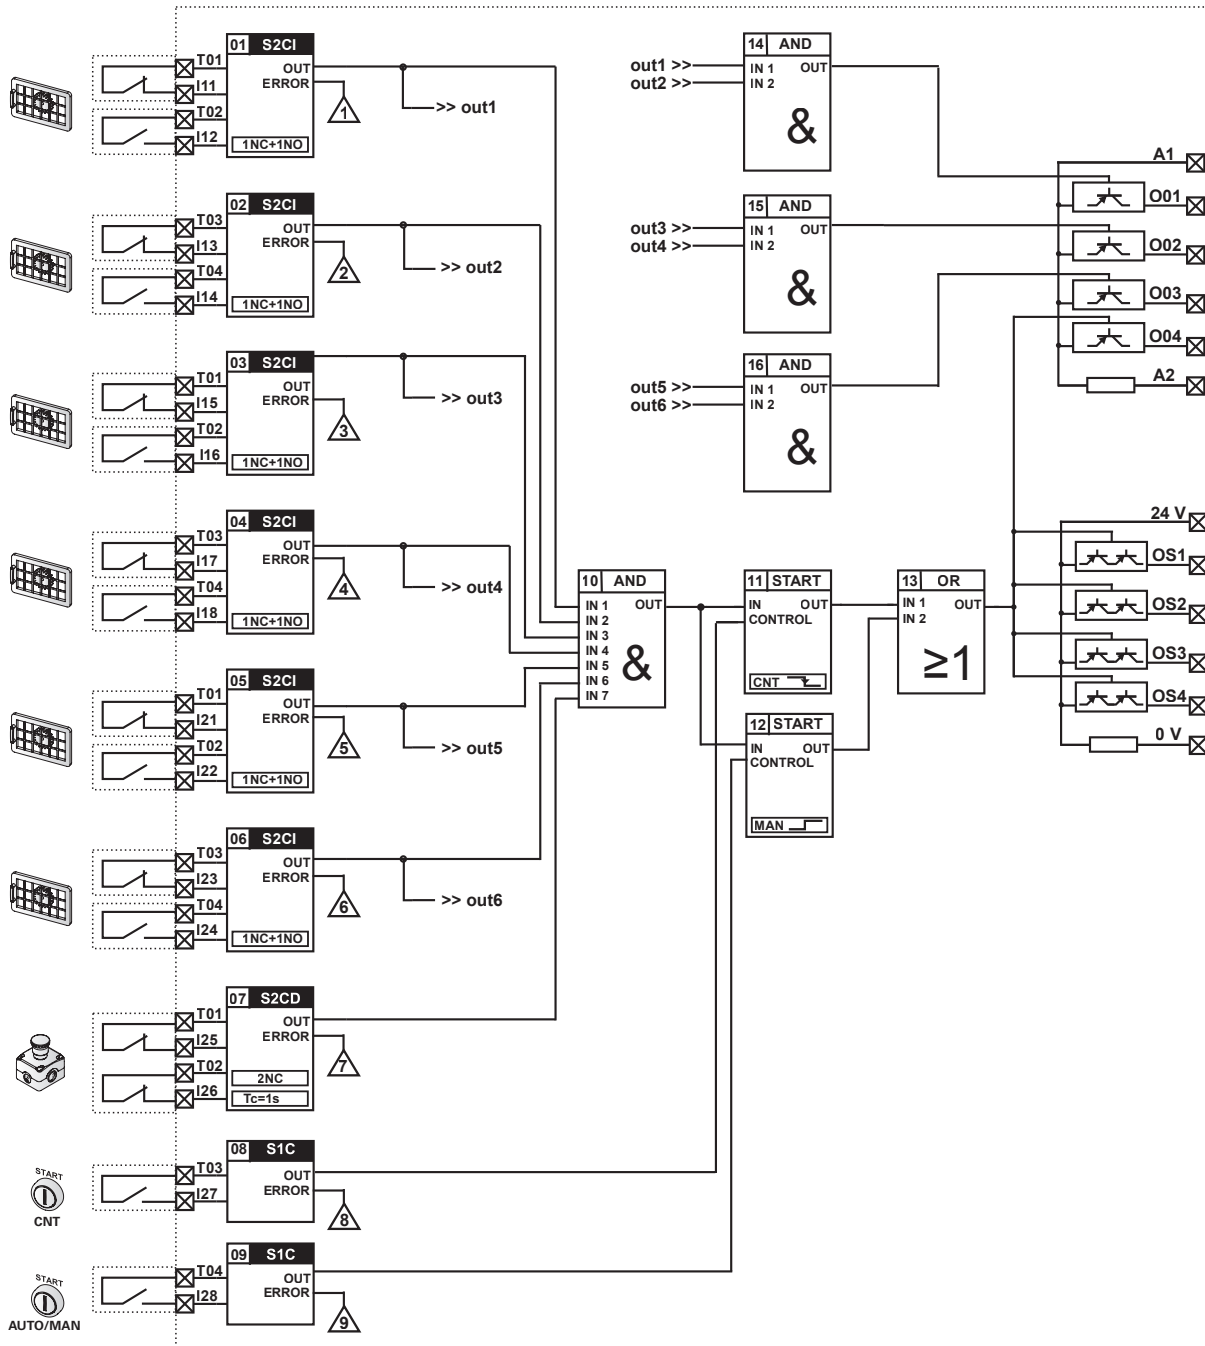 01 S2CI
T01
OUT
I11
ERROR
T02
I12
1NC+1NO
1
>> out1
02 S2CI
T03
OUT
I13
ERROR
T04
I14
1NC+1NO
2
>> out2
03 S2CI
T01
OUT
I15
ERROR
T02
I16
1NC+1NO
3
>> out3
04 S2CI
T03
OUT
I17
ERROR
T04
I18
1NC+1NO
4
>> out4
05 S2CI
T01
OUT
I21
ERROR
T02
I22
1NC+1NO
5
>> out5
06 S2CI
T03
OUT
I23
ERROR
T04
I24
1NC+1NO
6
>> out6
07 S2CD
T01
OUT
I25
ERROR
T02
2NC
I26
Tc=1s
7
START
CNT
08 S1C
T03
OUT
I27
ERROR
8
START
AUTO/MAN
09 S1C
T04
OUT
I28
ERROR
9
10 AND
IN 1 OUT
IN 2
IN 3
IN 4
IN 5
IN 6
IN 7
&
11 START
IN OUT
CONTROL
CNT
12 START
IN OUT
CONTROL
MAN
13 OR
IN 1 OUT
IN 2
≥1
14 AND
out1 >> IN 1 OUT
out2 >> IN 2
&
15 AND
out3 >> IN 1 OUT
out4 >> IN 2
&
16 AND
out5 >> IN 1 OUT
out6 >> IN 2
&
A1
O01
O02
O03
O04
A2
24 V
OS1
OS2
OS3
OS4
0 V